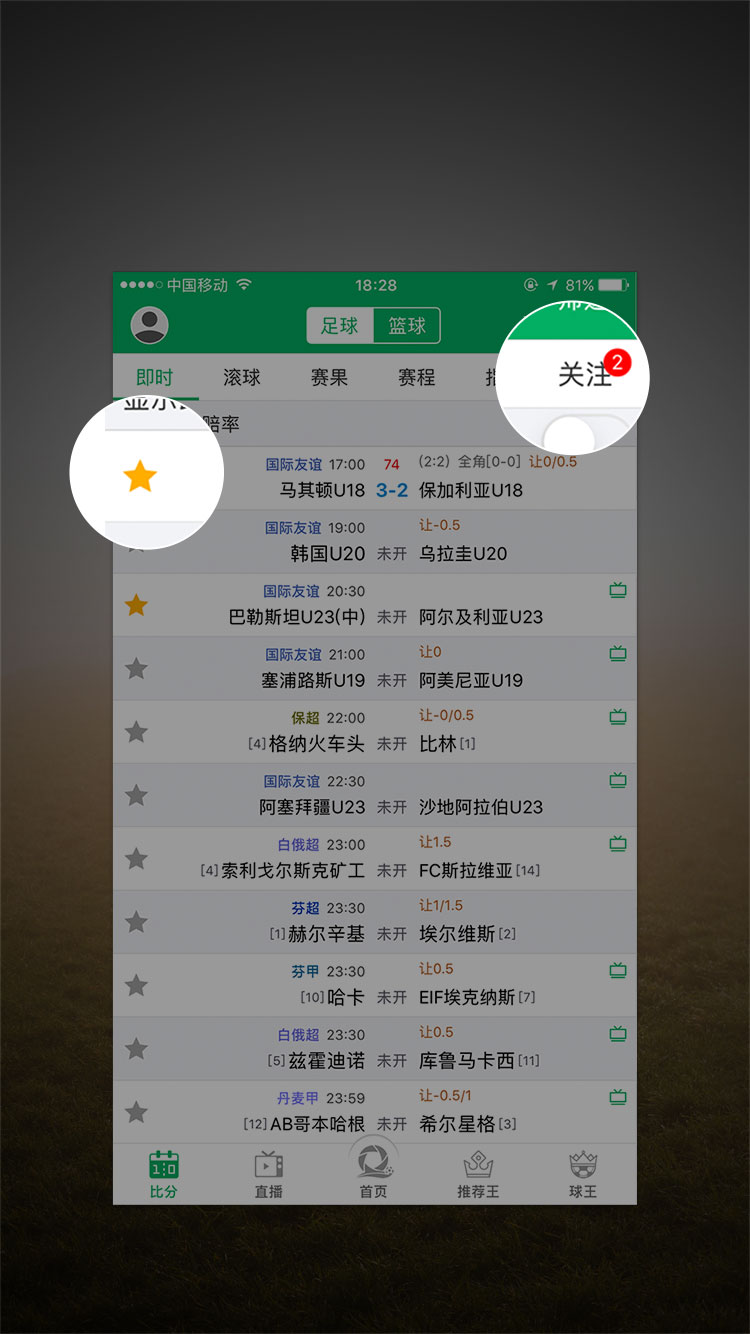 中国移动 18:28 81%
足球 篮球
即时 滚球 赛果 赛程 关注 2
赔率
国际友谊 17:00 74 (2:2) 全角[0-0] 让0/0.5
马其顿U18 3-2 保加利亚U18
国际友谊 19:00 让-0.5
韩国U20 未开 乌拉圭U20
国际友谊 20:30
巴勒斯坦U23(中) 未开 阿尔及利亚U23
国际友谊 21:00 让0
塞浦路斯U19 未开 阿美尼亚U19
保超 22:00 让-0/0.5
[4]格纳火车头 未开 比林[1]
国际友谊 22:30
阿塞拜疆U23 未开 沙地阿拉伯U23
白俄超 23:00 让1.5
[4]索利戈尔斯克矿工 未开 FC斯拉维亚[14]
芬超 23:30 让1/1.5
[1]赫尔辛基 未开 埃尔维斯[2]
芬甲 23:30 让0.5
[10]哈卡 未开 EIF埃克纳斯[7]
白俄超 23:30 让0.5
[5]兹霍迪诺 未开 库鲁马卡西[11]
丹麦甲 23:59 让-0.5/1
[12]AB哥本哈根 未开 希尔星格[3]
1:0
比分 直播 首页 推荐王 球王